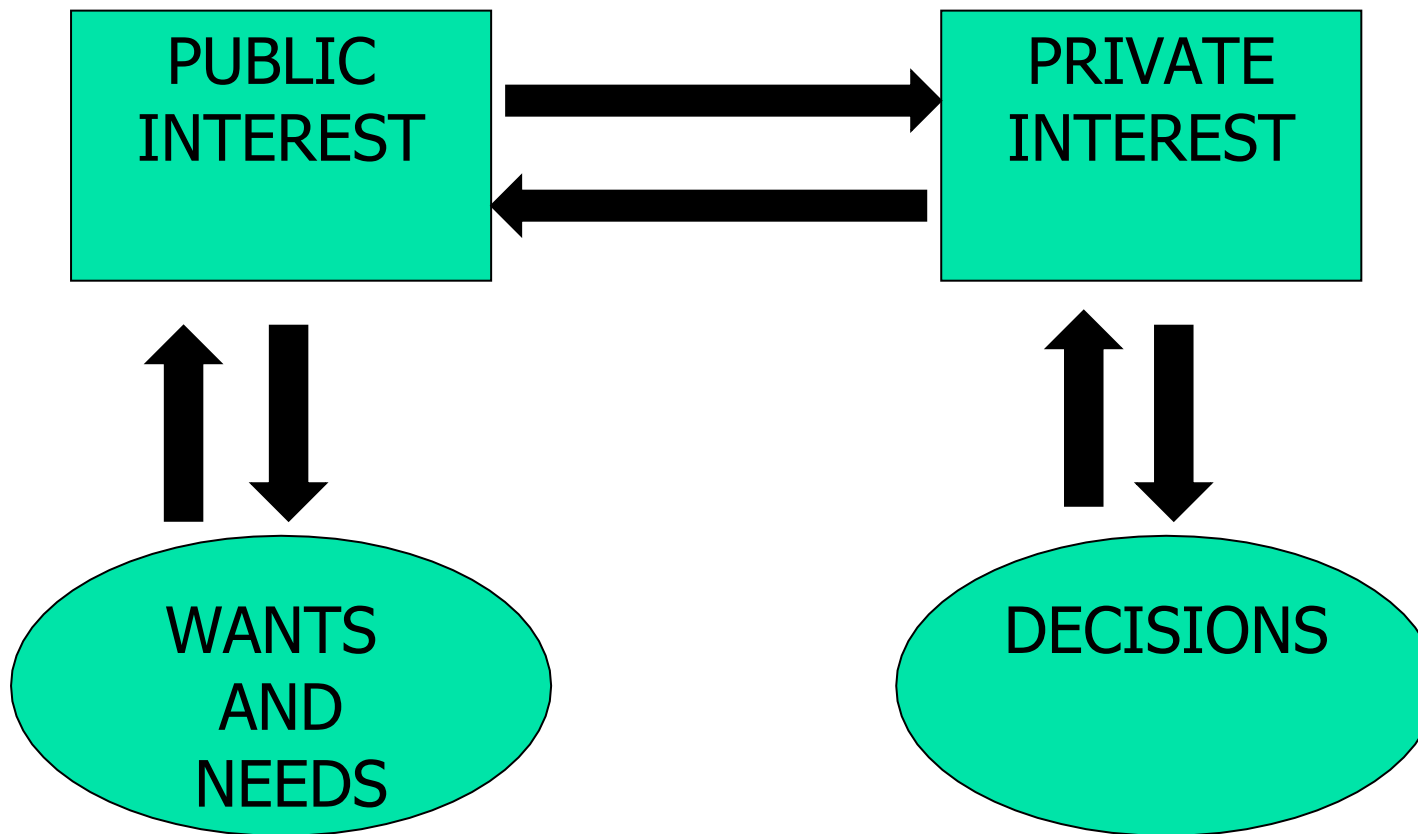 PUBLIC
INTEREST
PRIVATE
INTEREST
WANTS
AND
NEEDS
DECISIONS